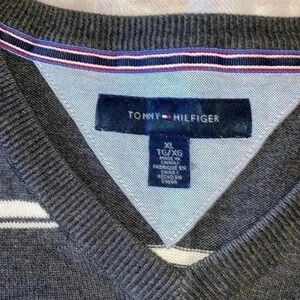 TOMMY HILFIGER
XL
TG/XG
MADE IN
CHINA/
FABRIQUÉ EN
CHINE/
HECHO EN
CHINA